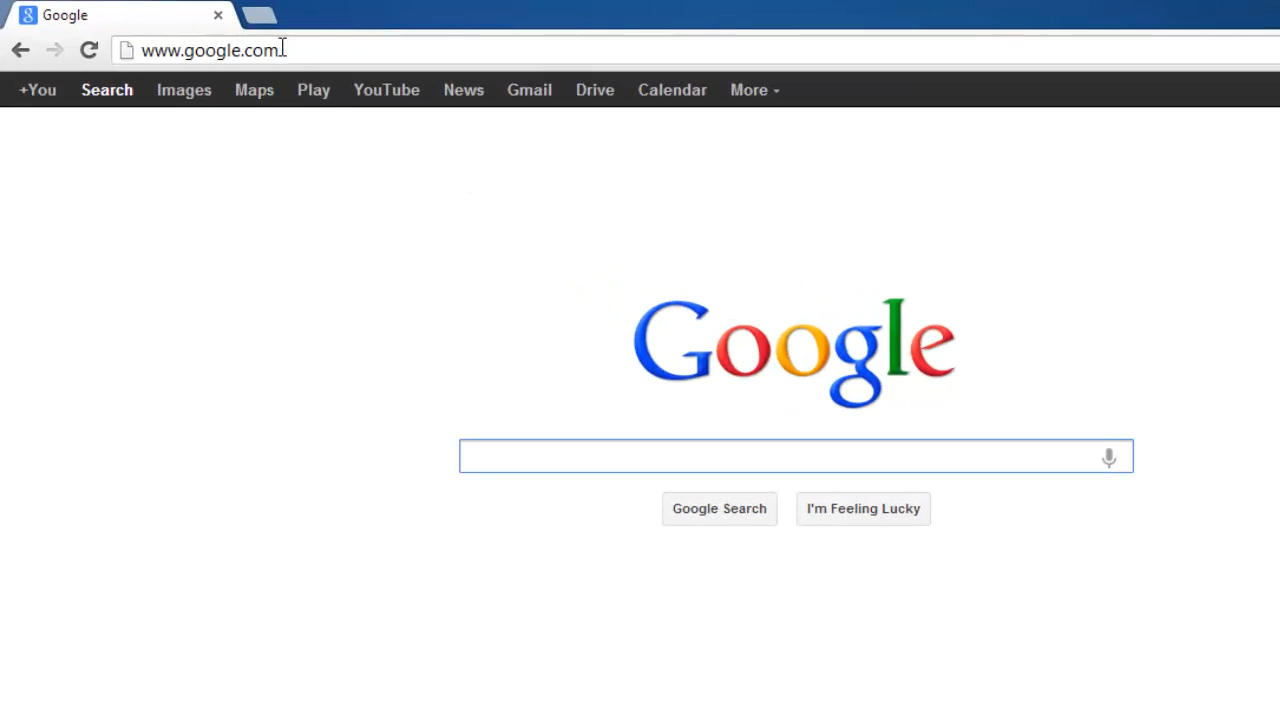 Google
www.google.com
+You Search Images Maps Play YouTube News Gmail Drive Calendar More
Google
Google Search I'm Feeling Lucky